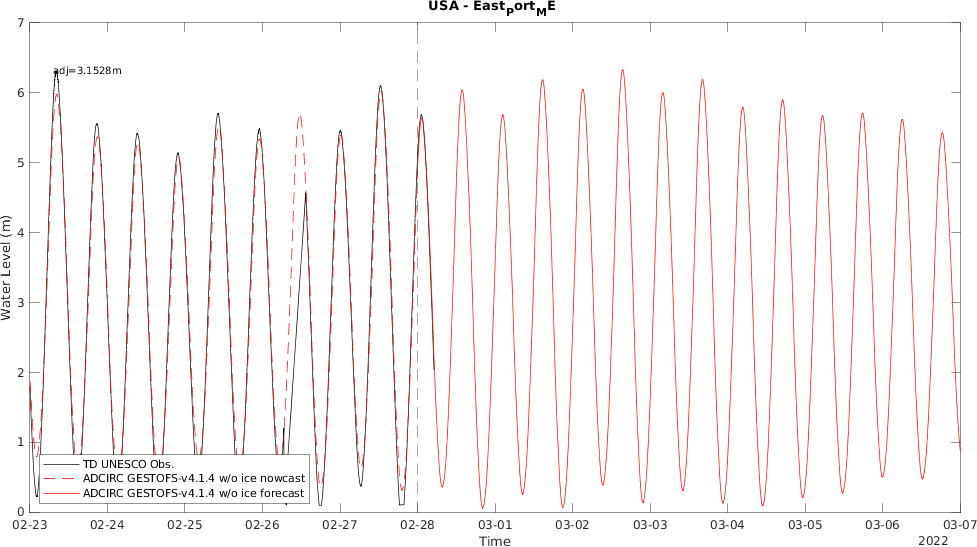 USA - EastPortME
7
adj=3.1528m
6
5
4
3
2
1
0
Water Level (m)
TD UNESCO Obs.
ADCIRC GESTOFS-v4.1.4 w/o ice nowcast
ADCIRC GESTOFS-v4.1.4 w/o ice forecast
02-23 02-24 02-25 02-26 02-27 02-28 03-01 03-02 03-03 03-04 03-05 03-06 03-07
Time
2022